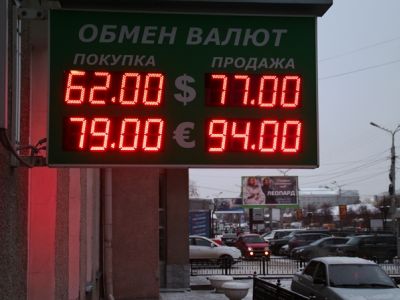 ОБМЕН ВАЛЮТ
ПОКУПКА ПРОДАЖА
62.00 $ 77.00
79.00 € 94.00
ЛЕОПАРД